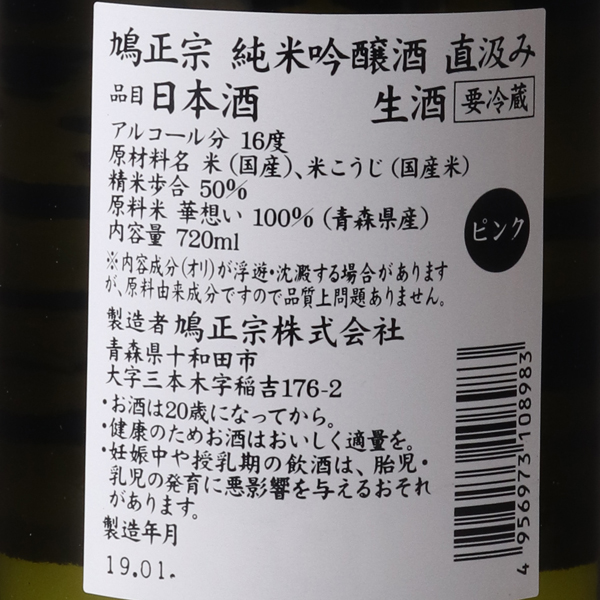 鳩正宗 純米吟醸酒 直汲み
品目 日本酒 生酒 要冷蔵
アルコール分 16度
原材料名 米(国産)、米こうじ(国産米)
精米歩合 50%
原料米 華想い 100%(青森県産)
内容量 720ml
ピンク
※内容成分(オリ)が浮遊・沈澱する場合があります
が、原料由来成分ですので品質上問題ありません。
製造者 鳩正宗株式会社
青森県十和田市
大字三本木字稲吉176-2
・お酒は20歳になってから。
・健康のためお酒はおいしく適量を。
・妊娠中や授乳期の飲酒は、胎児・
乳児の発育に悪影響を与えるおそれ
があります。
製造年月
19.01.
4956973108983